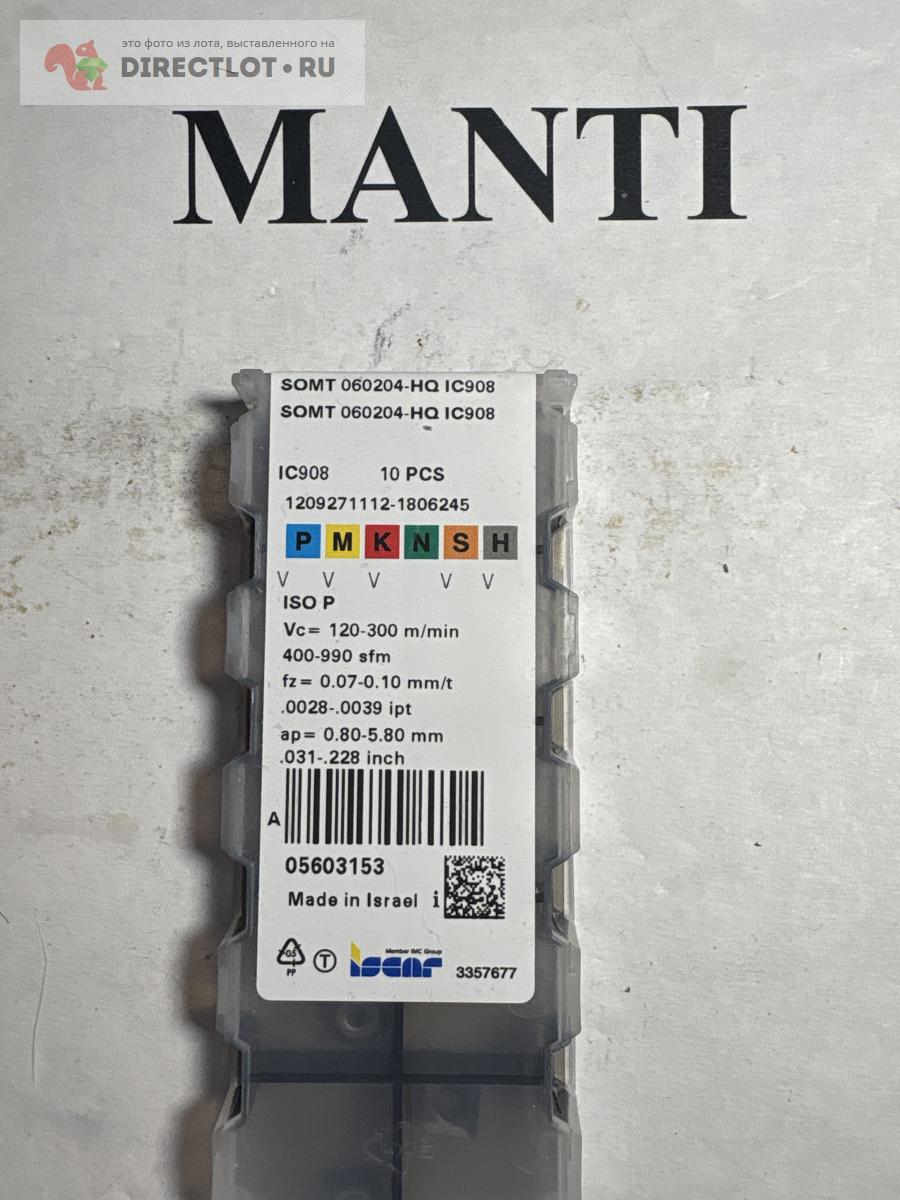 это фото из лота, выставленного на
DIRECTLOT•RU
MANTI
SOMT 060204-HQ IC908
SOMT 060204-HQ IC908
IC908 10 PCS
1209271112-1806245
P M K N S H
V V V V V
ISO P
Vc= 120-300 m/min
400-990 sfm
fz= 0.07-0.10 mm/t
.0028-.0039 ipt
ap= 0.80-5.80 mm
.031-.228 inch
A
05603153
Made in Israel i
05
PP
T
Member IMC Group
iscar
3357677